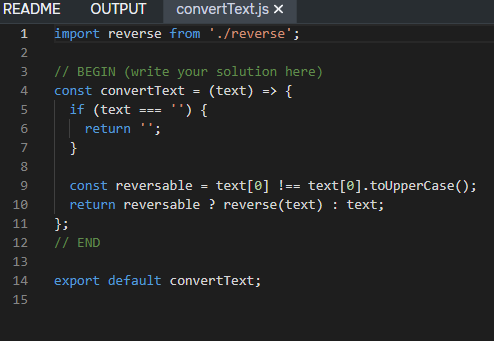 README OUTPUT convertText.js ×
1 import reverse from './reverse';
2
3 // BEGIN (write your solution here)
4 const convertText = (text) => {
5   if (text === '') {
6     return '';
7   }
8
9   const reversable = text[0] !== text[0].toUpperCase();
10   return reversable ? reverse(text) : text;
11 };
12 // END
13
14 export default convertText;
15